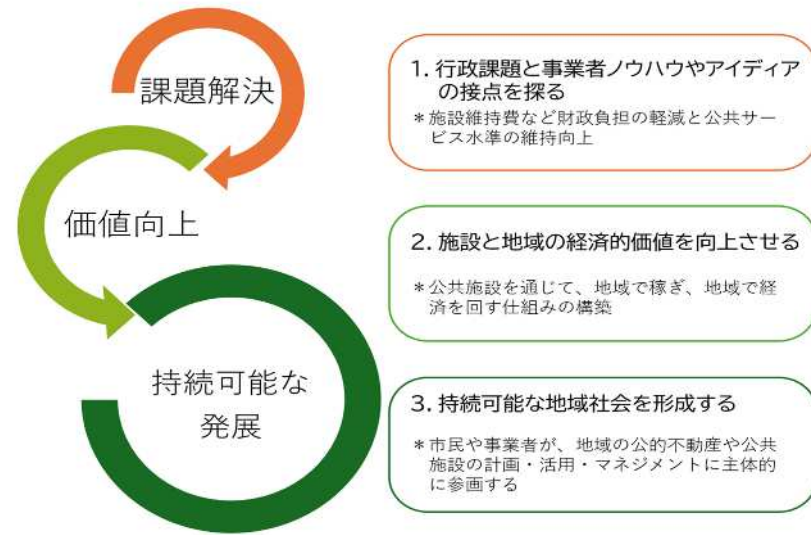 課題解決
1. 行政課題と事業者ノウハウやアイディア
の接点を探る
＊施設維持費など財政負担の軽減と公共サー
ビス水準の維持向上
価値向上
2. 施設と地域の経済的価値を向上させる
＊公共施設を通じて、地域で稼ぎ、地域で経
済を回す仕組みの構築
持続可能な
発展
3. 持続可能な地域社会を形成する
＊市民や事業者が、地域の公的不動産や公共
施設の計画・活用・マネジメントに主体的
に参画する